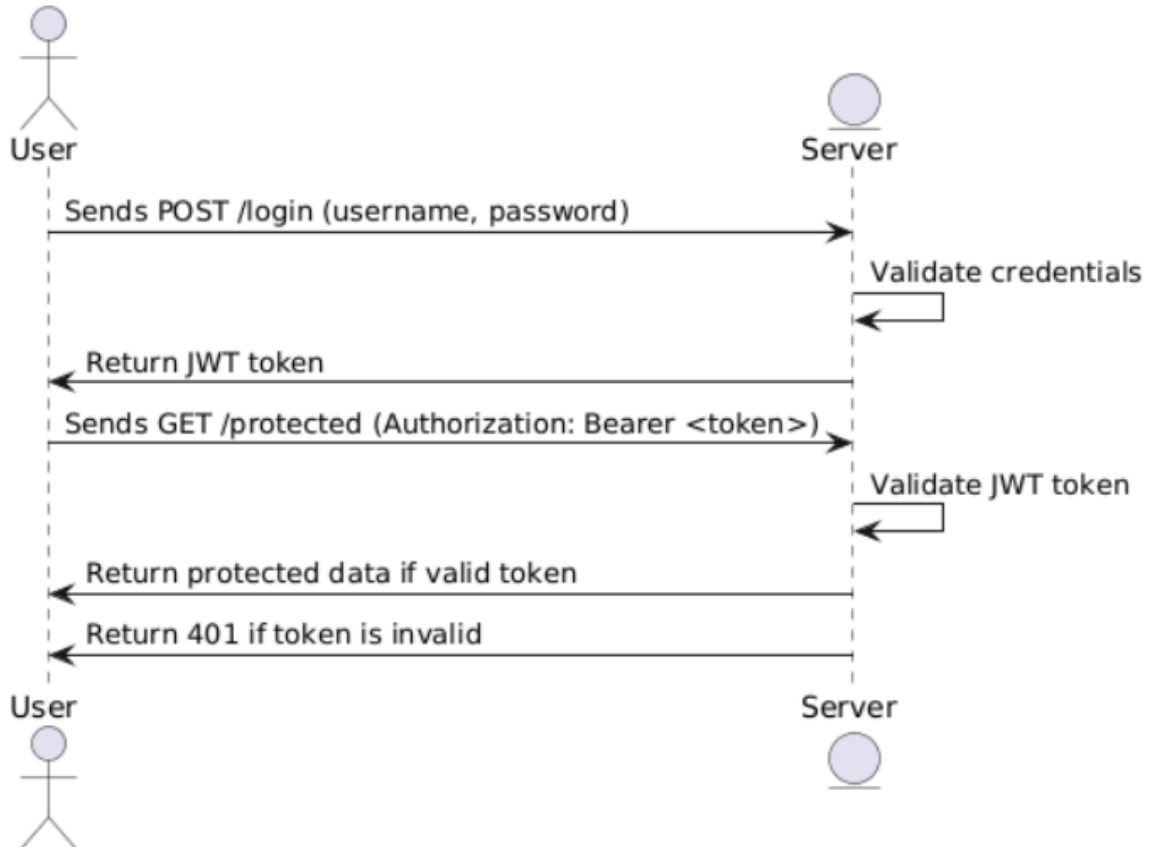 User
Server
Sends POST /login (username, password)
Validate credentials
Return JWT token
Sends GET /protected (Authorization: Bearer <token>)
Validate JWT token
Return protected data if valid token
Return 401 if token is invalid
User
Server